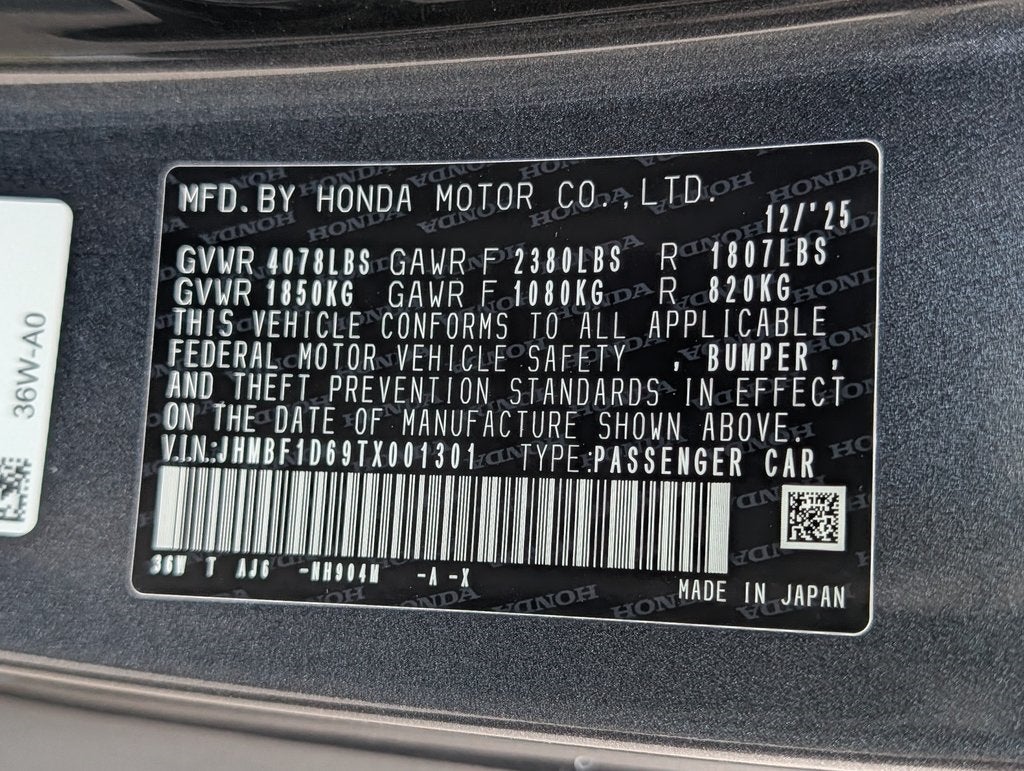 MFD. BY HONDA MOTOR CO., LTD.
12/'25
GVWR 4078LBS GAWR F 2380LBS R 1807LBS
GVWR 1850KG GAWR F 1080KG R 820KG
THIS VEHICLE CONFORMS TO ALL APPLICABLE
FEDERAL MOTOR VEHICLE SAFETY , BUMPER ,
AND THEFT PREVENTION STANDARDS IN EFFECT
ON THE DATE OF MANUFACTURE SHOWN ABOVE.
V.I.N.:JHMBF1D69TX001301 TYPE:PASSENGER CAR
36W T AJ6 -NH904M -A -X
MADE IN JAPAN
36W-A0